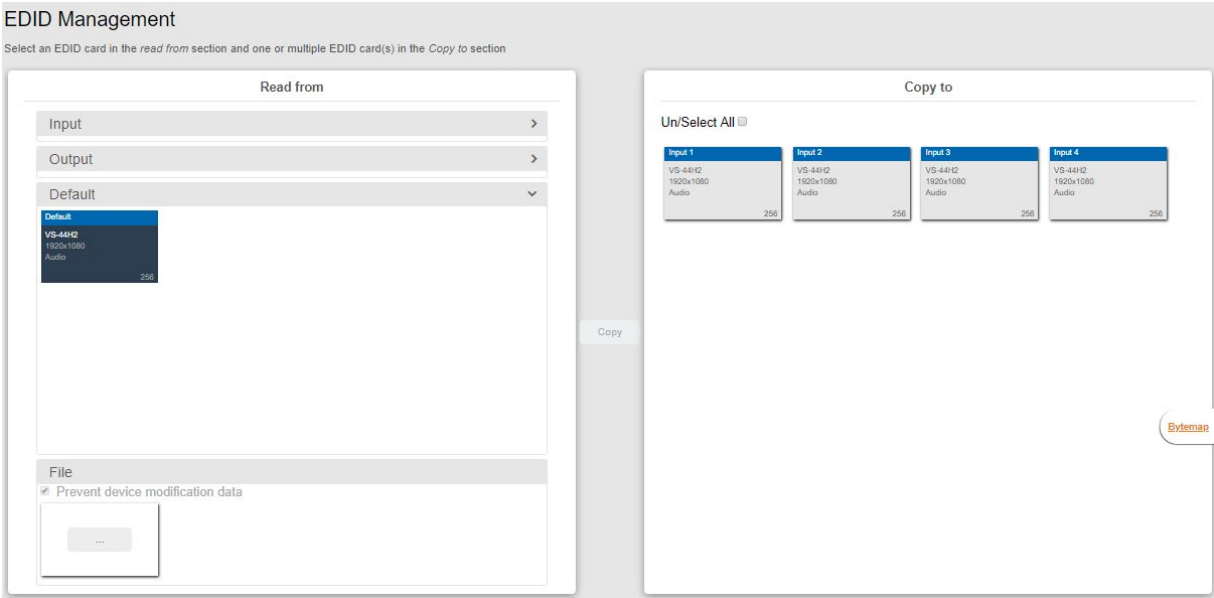 EDID Management
Select an EDID card in the read from section and one or multiple EDID card(s) in the Copy to section
Read from
Input
Output
Default
Default
VS-44H2
1920x1080
Audio
256
File
Prevent device modification data
...
Copy
Copy to
Un/Select All
Input 1
VS-44H2
1920x1080
Audio
256
Input 2
VS-44H2
1920x1080
Audio
256
Input 3
VS-44H2
1920x1080
Audio
256
Input 4
VS-44H2
1920x1080
Audio
256
Bytemap